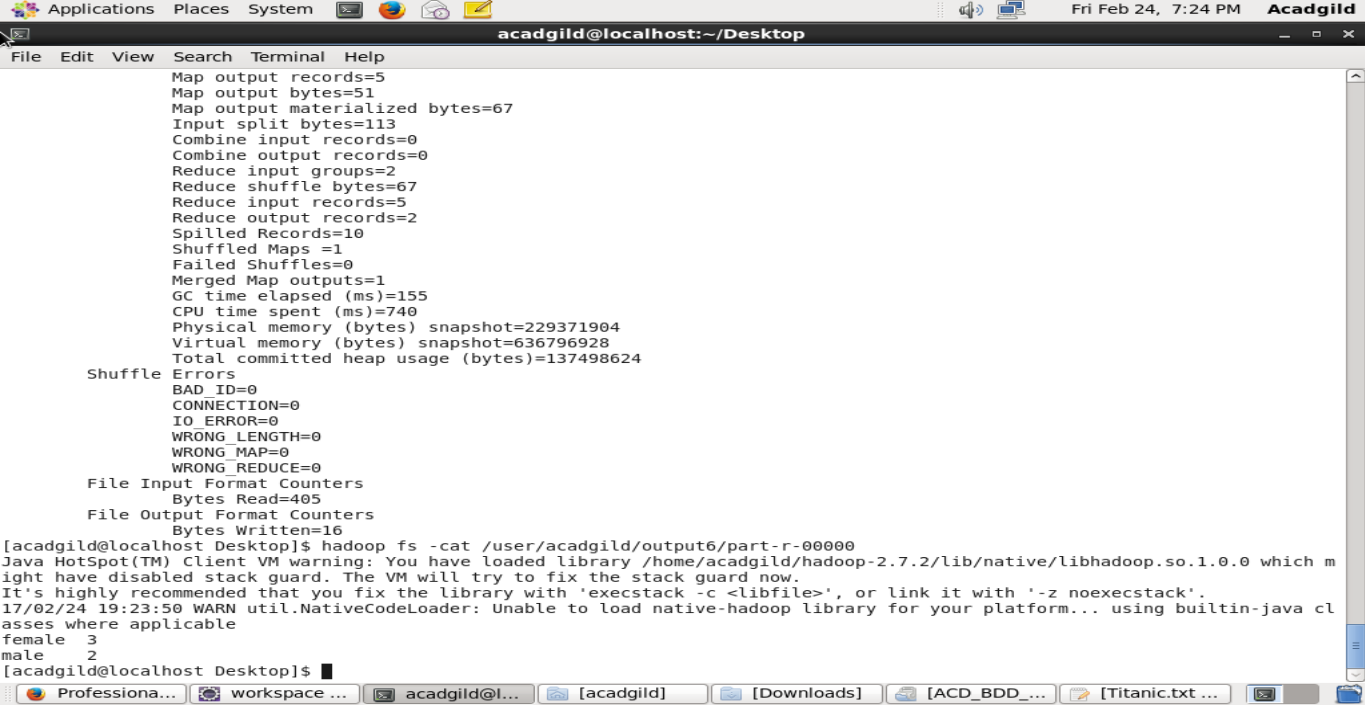 Applications Places System Fri Feb 24, 7:24 PM Acadgild
acadgild@localhost:~/Desktop
File Edit View Search Terminal Help
Map output records=5
Map output bytes=51
Map output materialized bytes=67
Input split bytes=113
Combine input records=0
Combine output records=0
Reduce input groups=2
Reduce shuffle bytes=67
Reduce input records=5
Reduce output records=2
Spilled Records=10
Shuffled Maps =1
Failed Shuffles=0
Merged Map outputs=1
GC time elapsed (ms)=155
CPU time spent (ms)=740
Physical memory (bytes) snapshot=229371904
Virtual memory (bytes) snapshot=636796928
Total committed heap usage (bytes)=137498624
Shuffle Errors
BAD_ID=0
CONNECTION=0
IO_ERROR=0
WRONG_LENGTH=0
WRONG_MAP=0
WRONG_REDUCE=0
File Input Format Counters
Bytes Read=405
File Output Format Counters
Bytes Written=16
[acadgild@localhost Desktop]$ hadoop fs -cat /user/acadgild/output6/part-r-00000
Java HotSpot(TM) Client VM warning: You have loaded library /home/acadgild/hadoop-2.7.2/lib/native/libhadoop.so.1.0.0 which m
ight have disabled stack guard. The VM will try to fix the stack guard now.
It's highly recommended that you fix the library with 'execstack -c <libfile>', or link it with '-z noexecstack'.
17/02/24 19:23:50 WARN util.NativeCodeLoader: Unable to load native-hadoop library for your platform... using builtin-java cl
asses where applicable
female 3
male 2
[acadgild@localhost Desktop]$
Professiona... workspace ... acadgild@l... [acadgild] [Downloads] [ACD_BDD_... [Titanic.txt ...